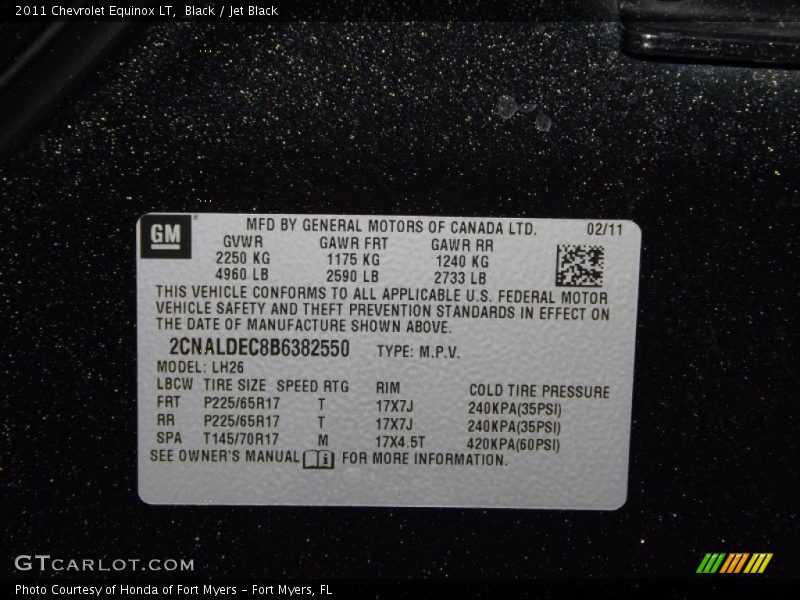 2011 Chevrolet Equinox LT,  Black / Jet Black
GM
MFD BY GENERAL MOTORS OF CANADA LTD. 02/11
GVWR GAWR FRT GAWR RR
2250 KG 1175 KG 1240 KG
4960 LB 2590 LB 2733 LB
THIS VEHICLE CONFORMS TO ALL APPLICABLE U.S. FEDERAL MOTOR
VEHICLE SAFETY AND THEFT PREVENTION STANDARDS IN EFFECT ON
THE DATE OF MANUFACTURE SHOWN ABOVE.
2CNALDEC8B6382550 TYPE: M.P.V.
MODEL: LH26
LBCW TIRE SIZE SPEED RTG RIM COLD TIRE PRESSURE
FRT P225/65R17 T 17X7J 240KPA(35PSI)
RR P225/65R17 T 17X7J 240KPA(35PSI)
SPA T145/70R17 M 17X4.5T 420KPA(60PSI)
SEE OWNER'S MANUAL FOR MORE INFORMATION.
GTCARLOT.COM
Photo Courtesy of Honda of Fort Myers – Fort Myers, FL